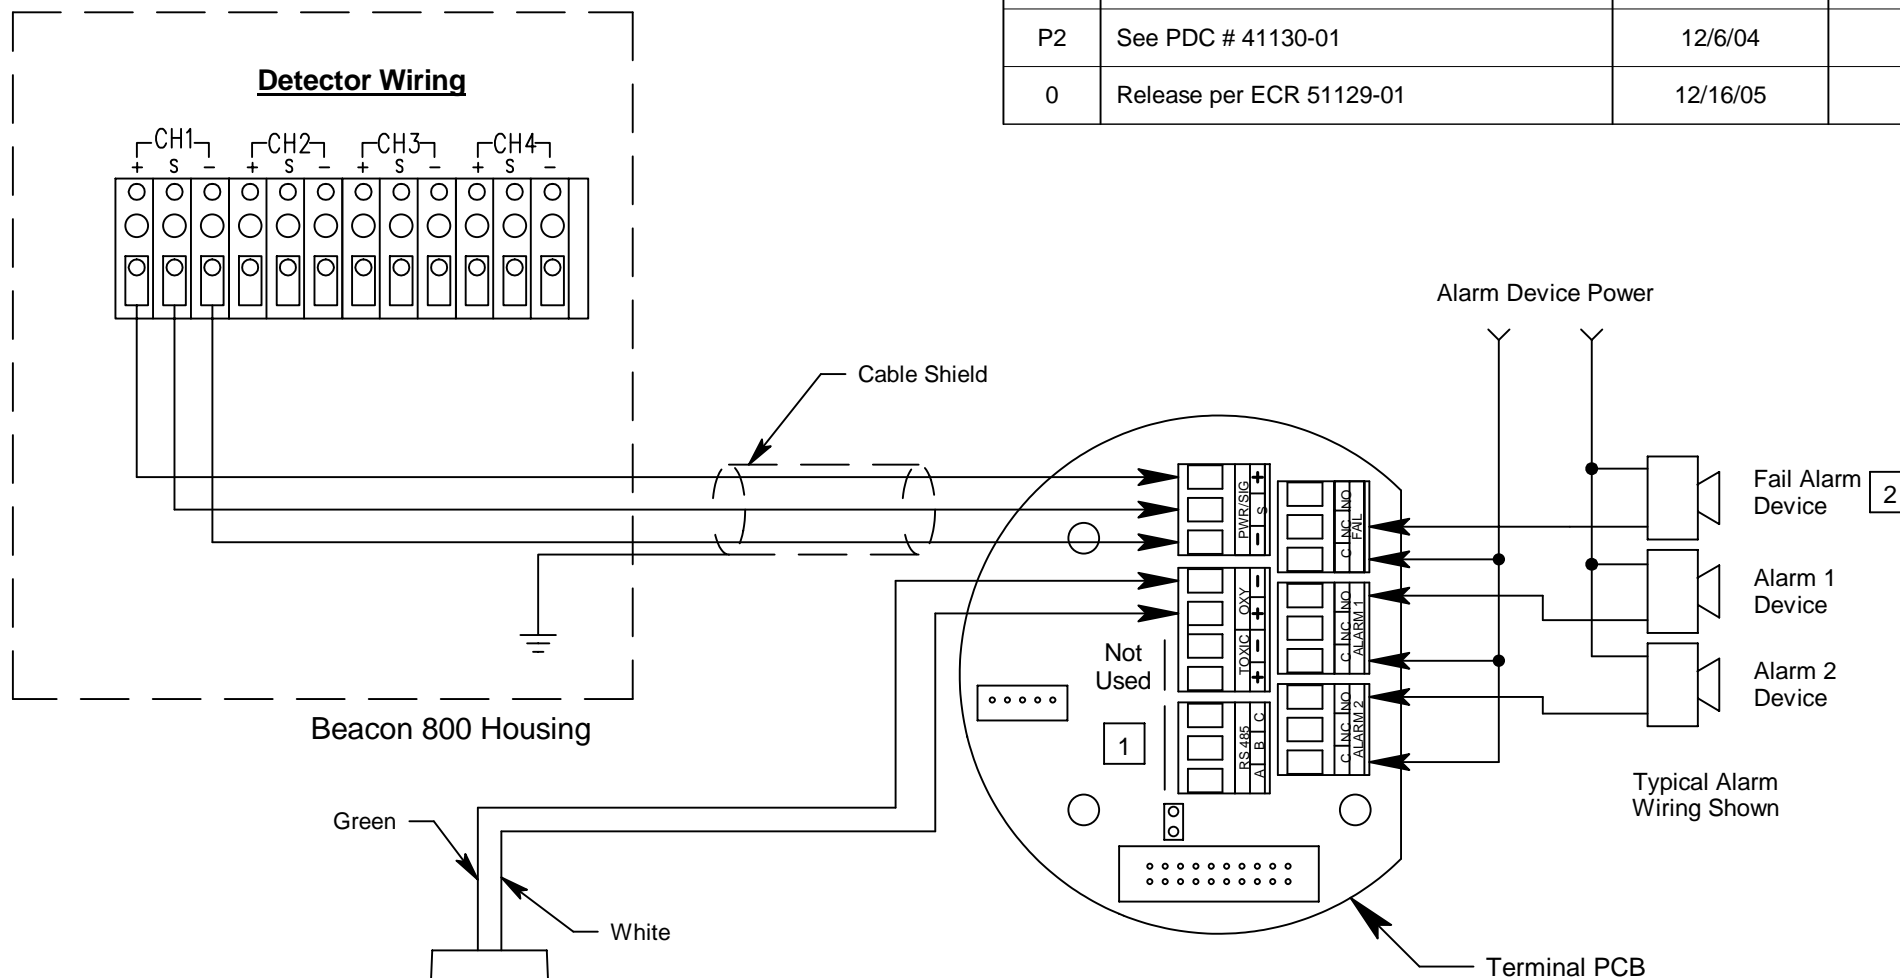 P2 See PDC # 41130-01 12/6/04
0 Release per ECR 51129-01 12/16/05
Detector Wiring
CH1 CH2 CH3 CH4
+ S - + S - + S - + S -
Alarm Device Power
Cable Shield
PWR/SIG
+ S -
NO NC C
FAIL
Fail Alarm
Device
2
OXY
- +
TOXIC
- +
NO NC C
ALARM 1
Alarm 1
Device
Not
Used
NO NC C
ALARM 2
Alarm 2
Device
RS 485
A B C
1
Beacon 800 Housing
Typical Alarm
Wiring Shown
Green
White
Terminal PCB